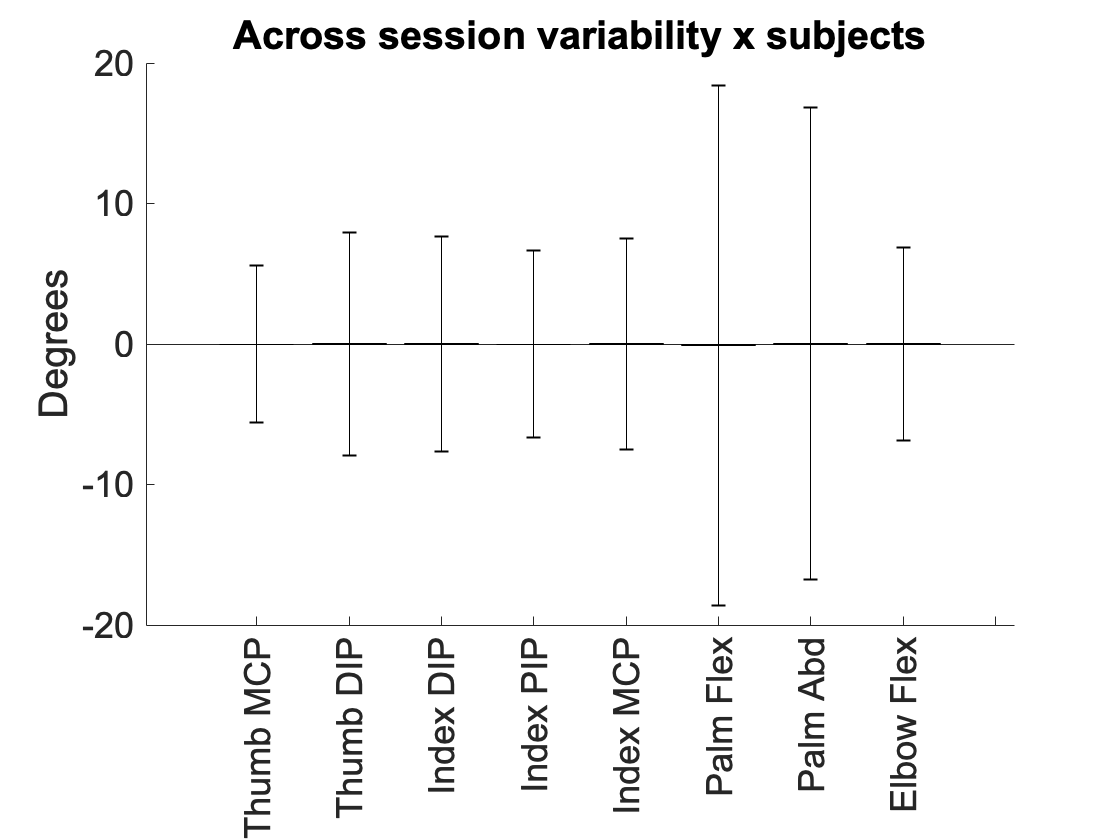 Across session variability x subjects
Degrees
20
10
0
-10
-20
Thumb MCP
Thumb DIP
Index DIP
Index PIP
Index MCP
Palm Flex
Palm Abd
Elbow Flex